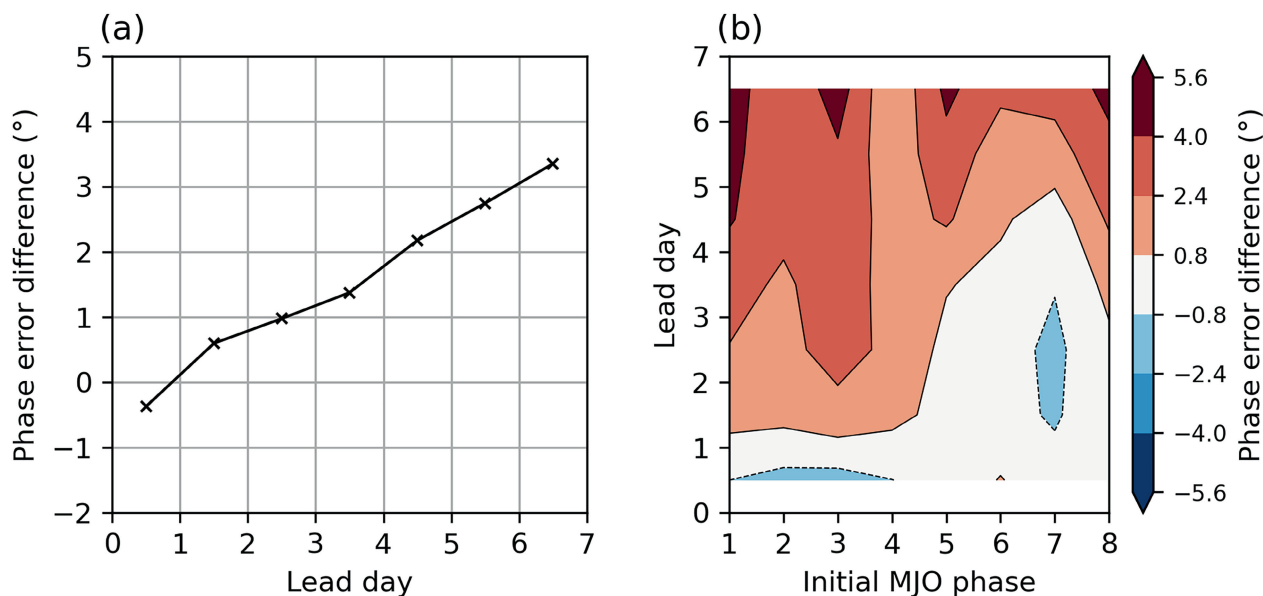 (a)
5
4
3
2
1
0
−1
−2
0 1 2 3 4 5 6 7
Lead day
Phase error difference (°)
(b)
7
6
5
4
3
2
1
0
1 2 3 4 5 6 7 8
Initial MJO phase
Lead day
5.6
4.0
2.4
0.8
−0.8
−2.4
−4.0
−5.6
Phase error difference (°)